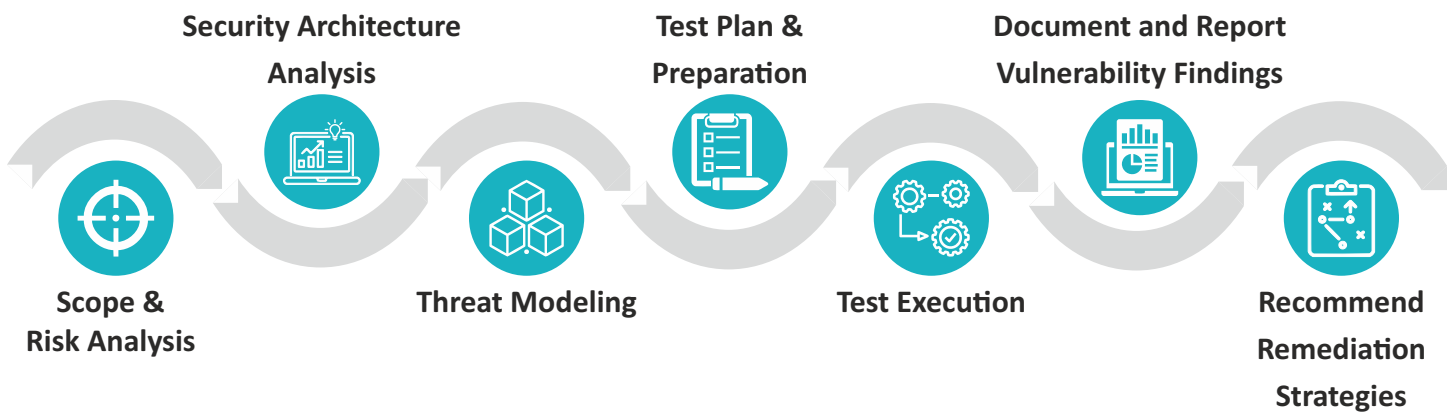 Scope &
Risk Analysis
Security Architecture
Analysis
Threat Modeling
Test Plan &
Preparation
Test Execution
Document and Report
Vulnerability Findings
Recommend
Remediation
Strategies